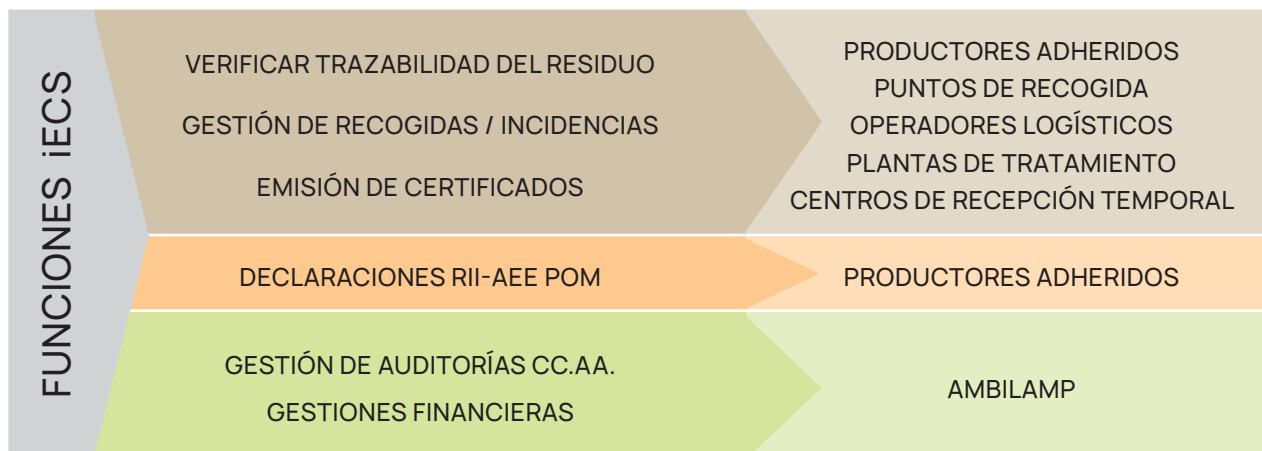 FUNCIONES iECS
VERIFICAR TRAZABILIDAD DEL RESIDUO
GESTIÓN DE RECOGIDAS / INCIDENCIAS
EMISIÓN DE CERTIFICADOS
PRODUCTORES ADHERIDOS
PUNTOS DE RECOGIDA
OPERADORES LOGÍSTICOS
PLANTAS DE TRATAMIENTO
CENTROS DE RECEPCIÓN TEMPORAL
DECLARACIONES RII-AEE POM
PRODUCTORES ADHERIDOS
GESTIÓN DE AUDITORÍAS CC.AA.
GESTIONES FINANCIERAS
AMBILAMP